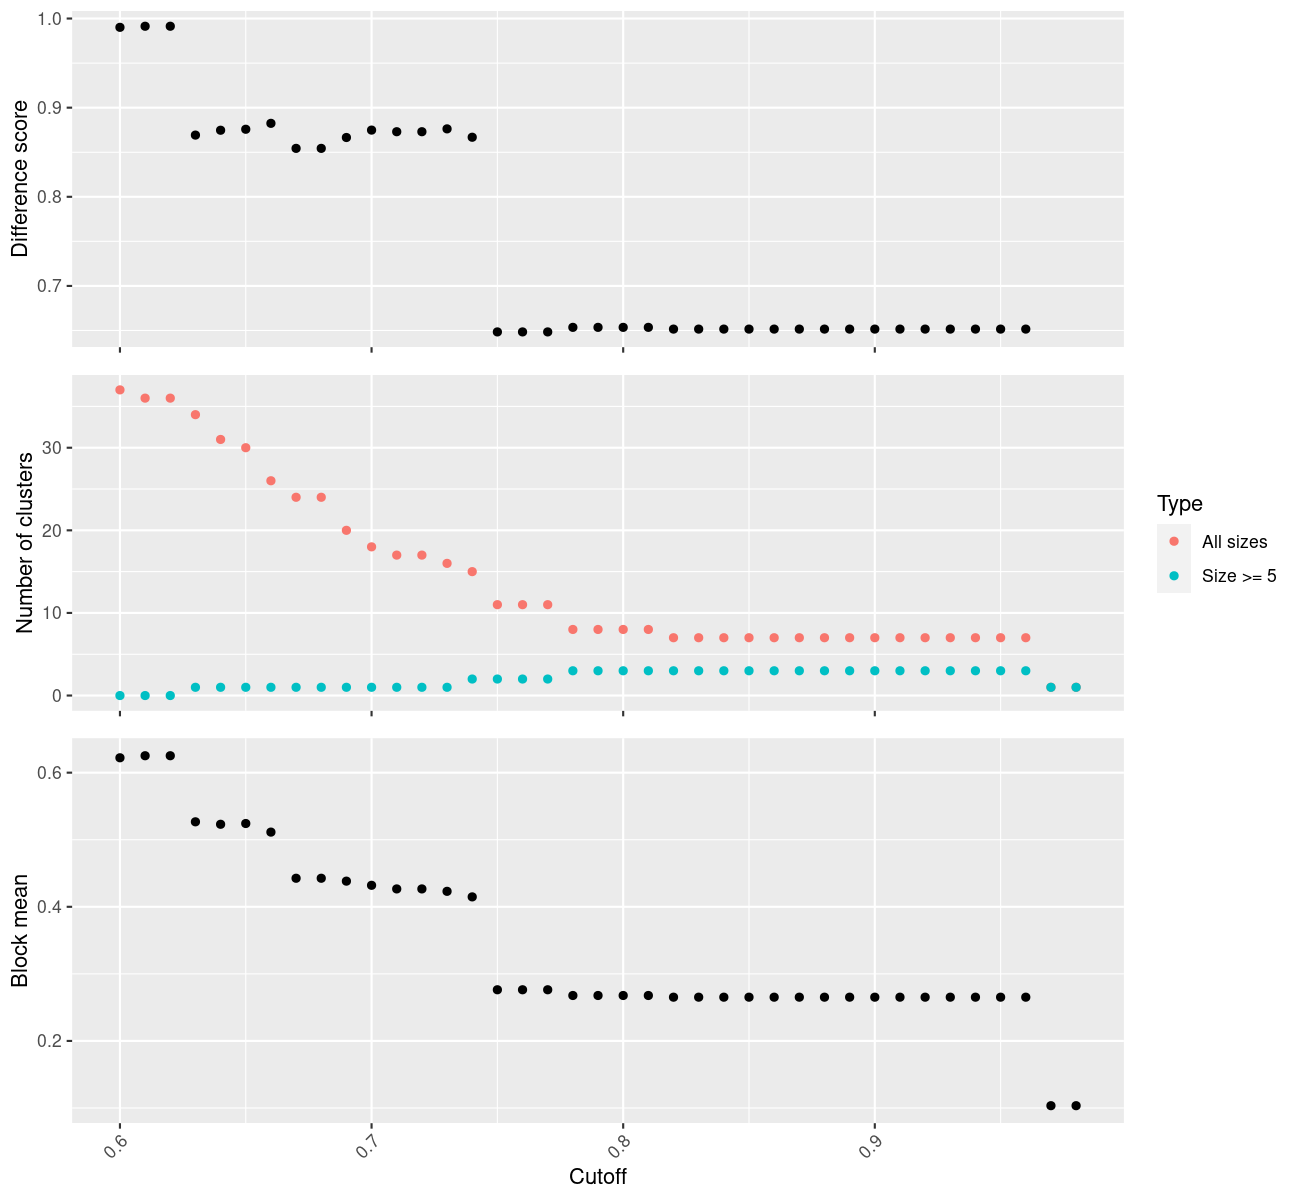 1.0
0.9
0.8
0.7
Difference score
30
20
10
0
Number of clusters
Type
All sizes
Size >= 5
0.6
0.4
0.2
Block mean
0.6
0.7
0.8
0.9
Cutoff